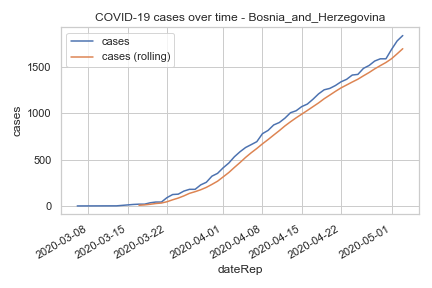 COVID-19 cases over time - Bosnia_and_Herzegovina
cases
cases (rolling)
cases
1500
1000
500
0
2020-03-08
2020-03-15
2020-03-22
2020-04-01
2020-04-08
2020-04-15
2020-04-22
2020-05-01
dateRep